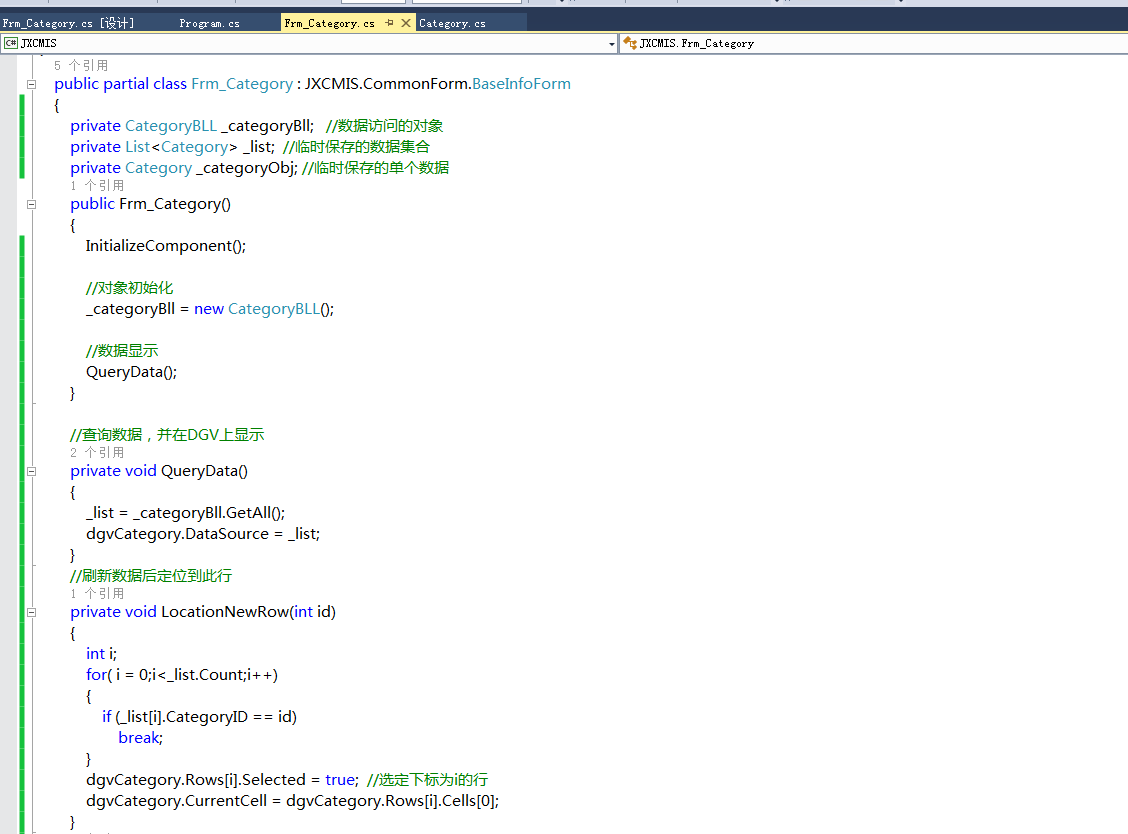 Frm_Category.cs [设计]
Program.cs
Frm_Category.cs
Category.cs
C# JXCMIS
JXCMIS.Frm_Category
5 个引用
public partial class Frm_Category : JXCMIS.CommonForm.BaseInfoForm
{
private CategoryBLL _categoryBll; //数据访问的对象
private List<Category> _list; //临时保存的数据集合
private Category _categoryObj; //临时保存的单个数据
1 个引用
public Frm_Category()
{
InitializeComponent();
//对象初始化
_categoryBll = new CategoryBLL();
//数据显示
QueryData();
}
//查询数据，并在DGV上显示
2 个引用
private void QueryData()
{
_list = _categoryBll.GetAll();
dgvCategory.DataSource = _list;
}
//刷新数据后定位到此行
1 个引用
private void LocationNewRow(int id)
{
int i;
for( i = 0;i<_list.Count;i++)
{
if (_list[i].CategoryID == id)
break;
}
dgvCategory.Rows[i].Selected = true; //选定下标为i的行
dgvCategory.CurrentCell = dgvCategory.Rows[i].Cells[0];
}